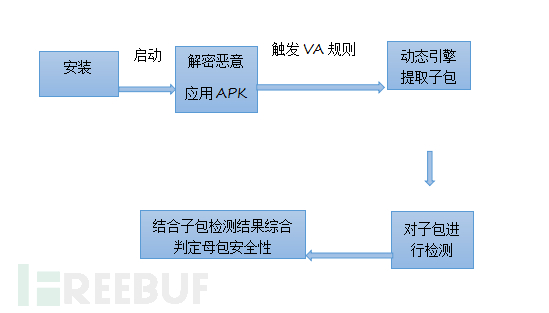 安装
启动
解密恶意
应用APK
触发 VA 规则
动态引擎
提取子包
对子包进
行检测
结合子包检测结果综合
判定母包安全性
FREEBUF